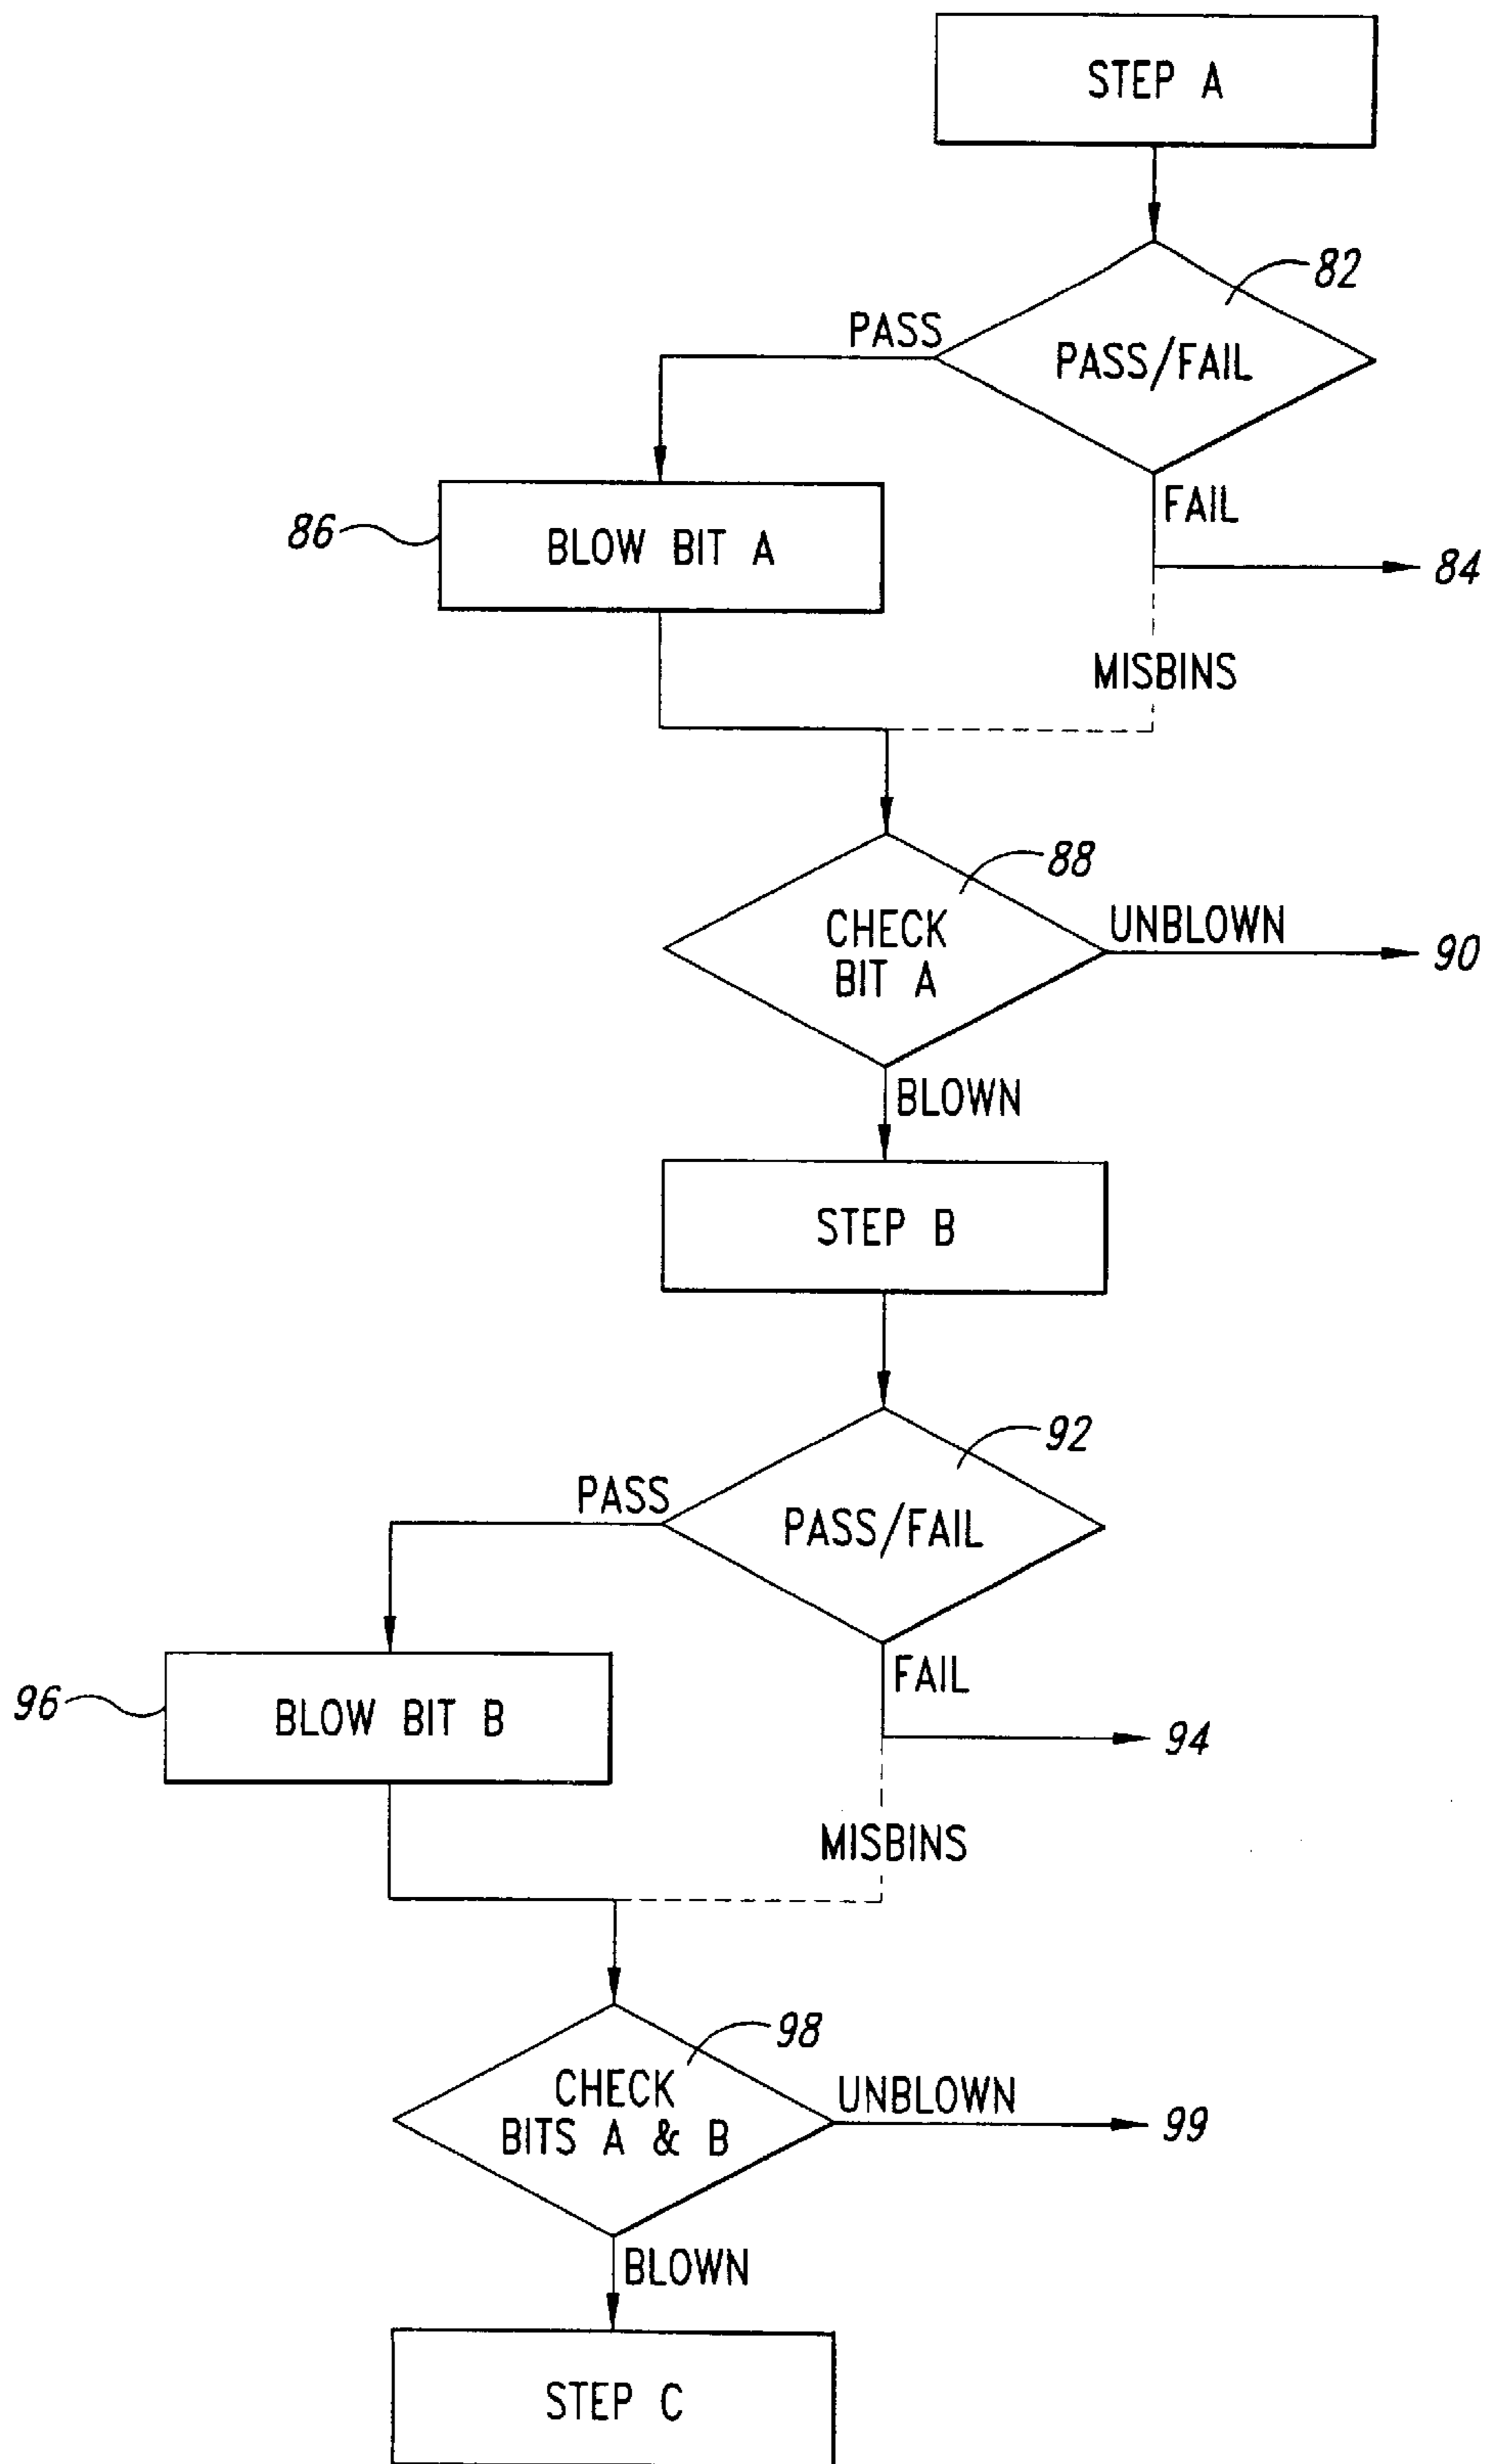 STEP A
82
PASS
PASS/FAIL
FAIL
86
BLOW BIT A
84
MISBINS
88
CHECK
BIT A
UNBLOWN
90
BLOWN
STEP B
92
PASS
PASS/FAIL
FAIL
96
BLOW BIT B
94
MISBINS
98
CHECK
BITS A & B
UNBLOWN
99
BLOWN
STEP C